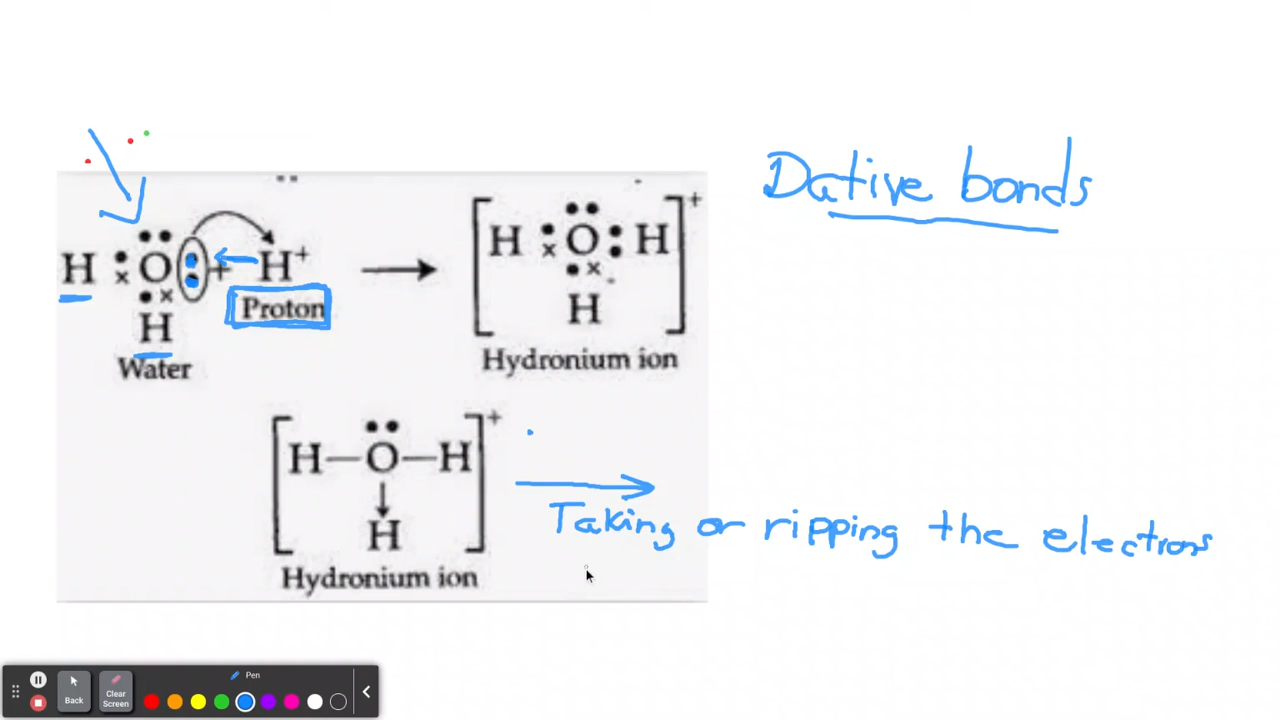 Dative bonds
H O + H+ [H O H]+
Proton
H H
Water Hydronium ion
[H—O—H]+
↓
H
Taking or ripping the electrons
Hydronium ion
Pen
Back
Clear
Screen